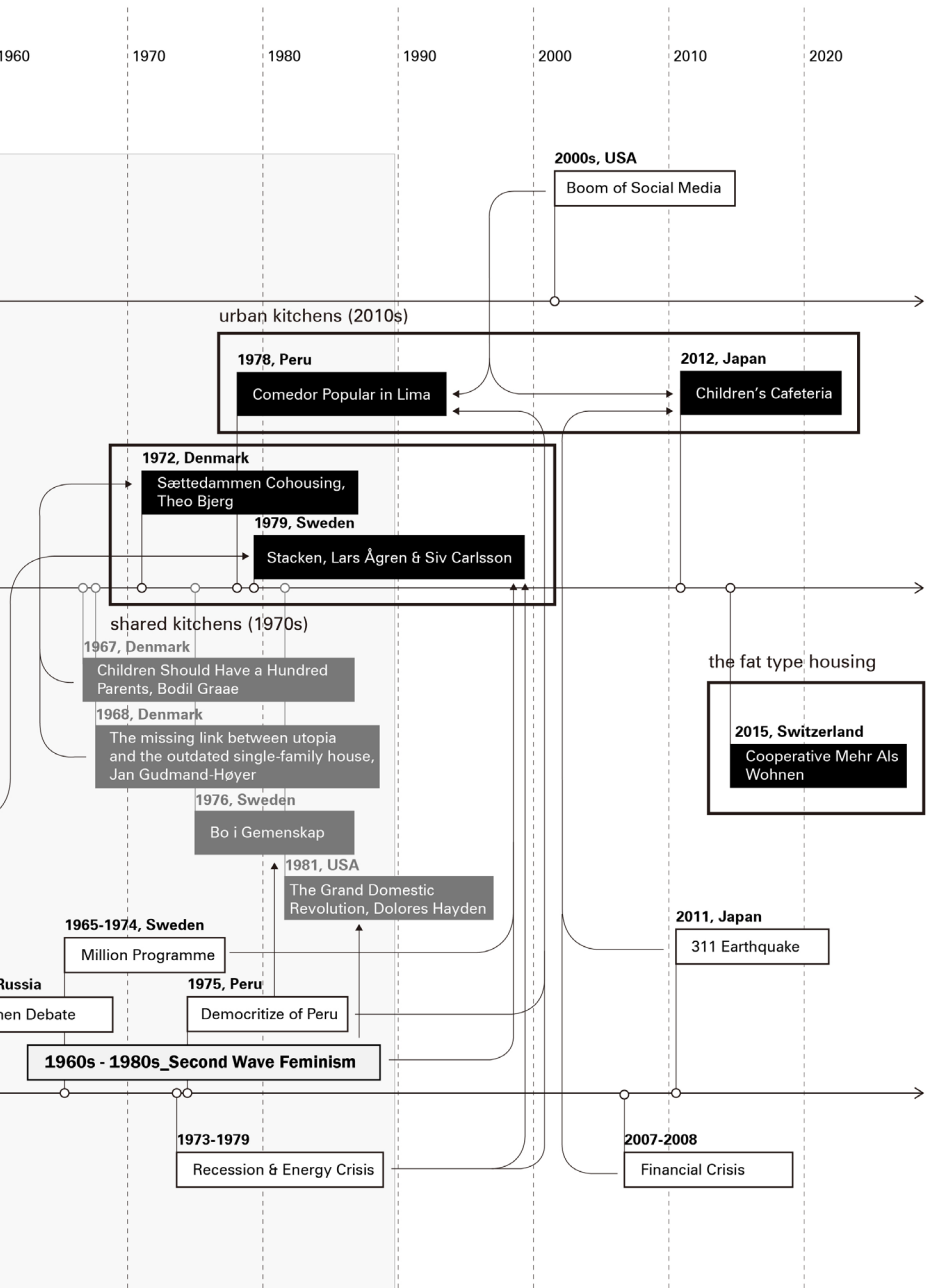 1960
1970
1980
1990
2000
2010
2020
2000s, USA
Boom of Social Media
urban kitchens (2010s)
1978, Peru
Comedor Popular in Lima
2012, Japan
Children's Cafeteria
1972, Denmark
Sættedammen Cohousing,
Theo Bjerg
1979, Sweden
Stacken, Lars Ågren & Siv Carlsson
shared kitchens (1970s)
1967, Denmark
Children Should Have a Hundred
Parents, Bodil Graae
1968, Denmark
The missing link between utopia
and the outdated single-family house,
Jan Gudmand-Høyer
the fat type housing
2015, Switzerland
Cooperative Mehr Als
Wohnen
1976, Sweden
Bo i Gemenskap
1981, USA
The Grand Domestic
Revolution, Dolores Hayden
1965-1974, Sweden
Million Programme
2011, Japan
311 Earthquake
Russia
hen Debate
1975, Peru
Democritize of Peru
1960s - 1980s_Second Wave Feminism
1973-1979
Recession & Energy Crisis
2007-2008
Financial Crisis